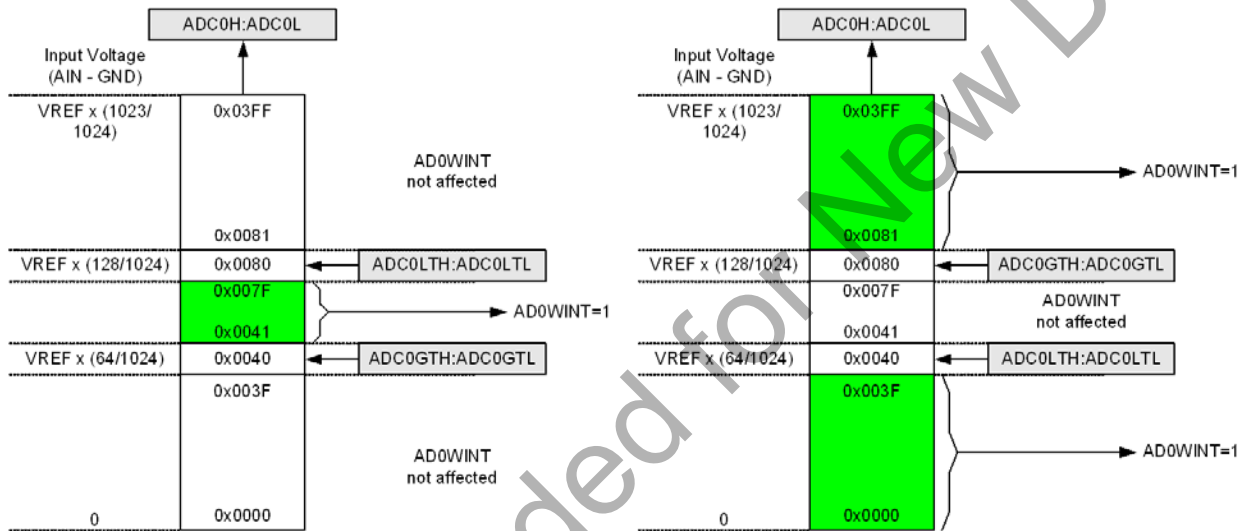 ADC0H:ADC0L
Input Voltage
(AIN - GND)
VREF x (1023/
1024)
0x03FF
AD0WINT
not affected
0x0081
VREF x (128/1024)
0x0080
ADC0LTH:ADC0LTL
0x007F
AD0WINT=1
0x0041
VREF x (64/1024)
0x0040
ADC0GTH:ADC0GTL
0x003F
AD0WINT
not affected
0
0x0000
ADC0H:ADC0L
Input Voltage
(AIN - GND)
VREF x (1023/
1024)
0x03FF
AD0WINT=1
0x0081
VREF x (128/1024)
0x0080
ADC0GTH:ADC0GTL
0x007F
AD0WINT
not affected
0x0041
VREF x (64/1024)
0x0040
ADC0LTH:ADC0LTL
0x003F
AD0WINT=1
0
0x0000
ded for New D